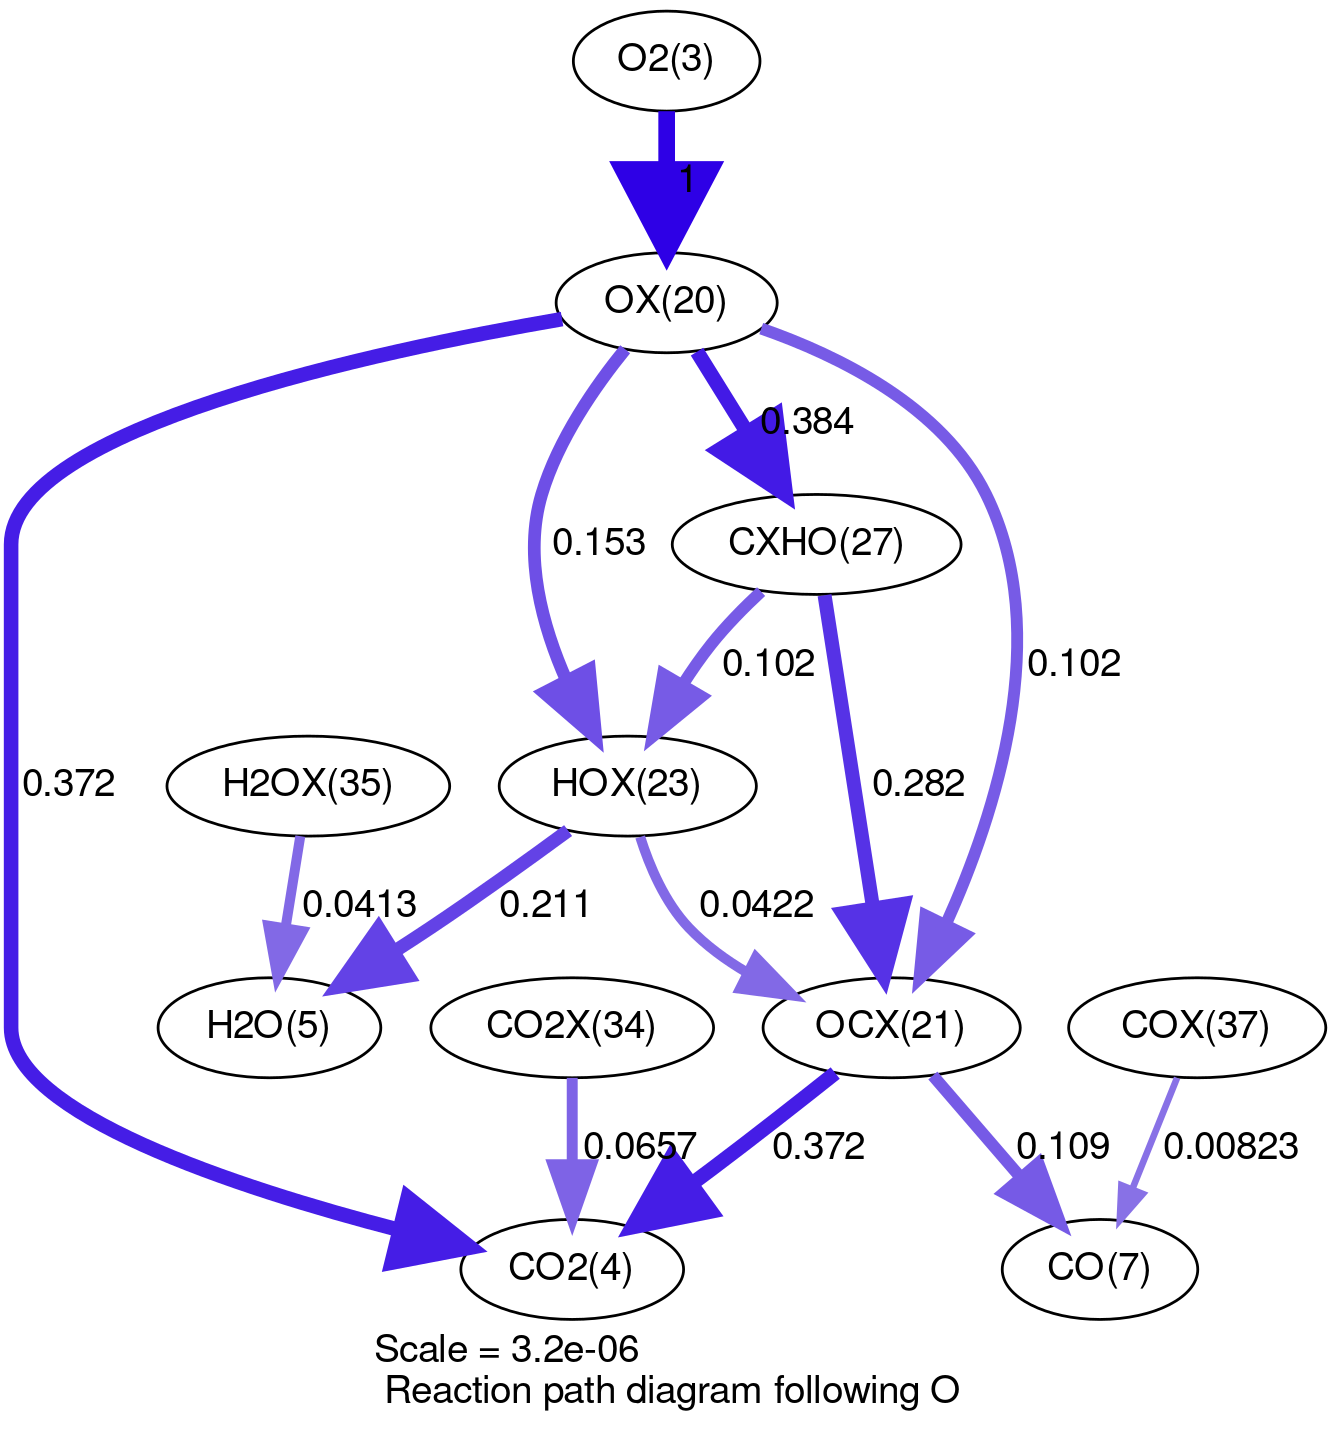 O2(3)
1
OX(20)
0.384
0.153
CXHO(27)
0.102
0.102
0.372
H2OX(35)
HOX(23)
0.282
0.0413
0.211
0.0422
H2O(5)
CO2X(34)
OCX(21)
COX(37)
0.0657
0.372
0.109
0.00823
CO2(4)
CO(7)
Scale = 3.2e-06
Reaction path diagram following O